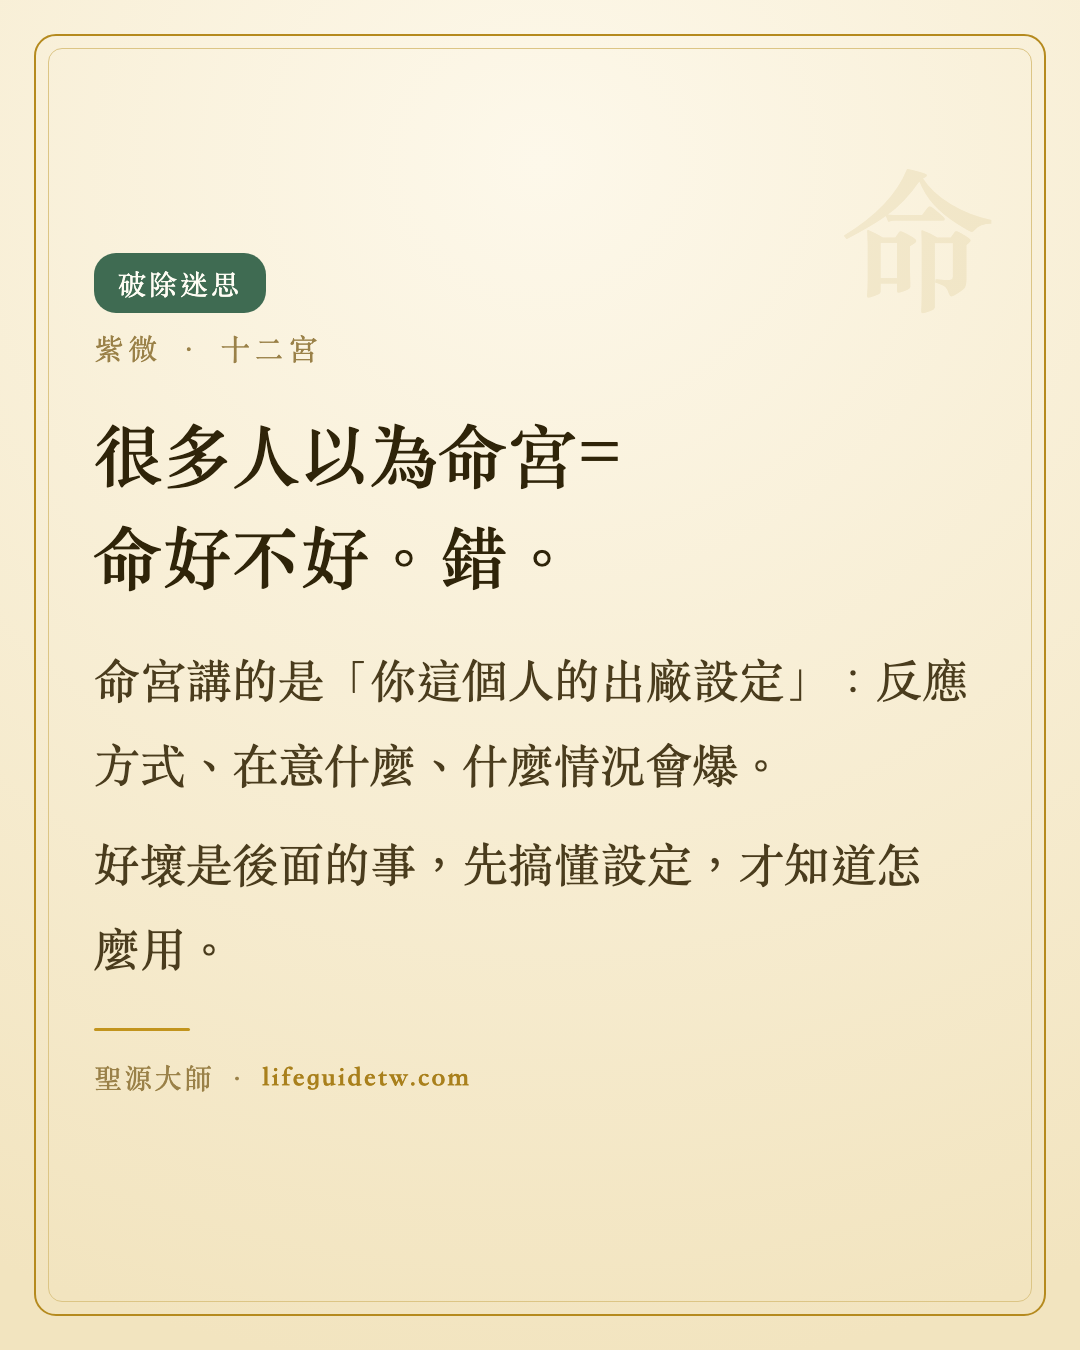 命
破除迷思
紫微 · 十二宮
很多人以為命宮=
命好不好。錯。
命宮講的是「你這個人的出廠設定」：反應
方式、在意什麼、什麼情況會爆。
好壞是後面的事，先搞懂設定，才知道怎
麼用。
聖源大師 · lifeguidetw.com